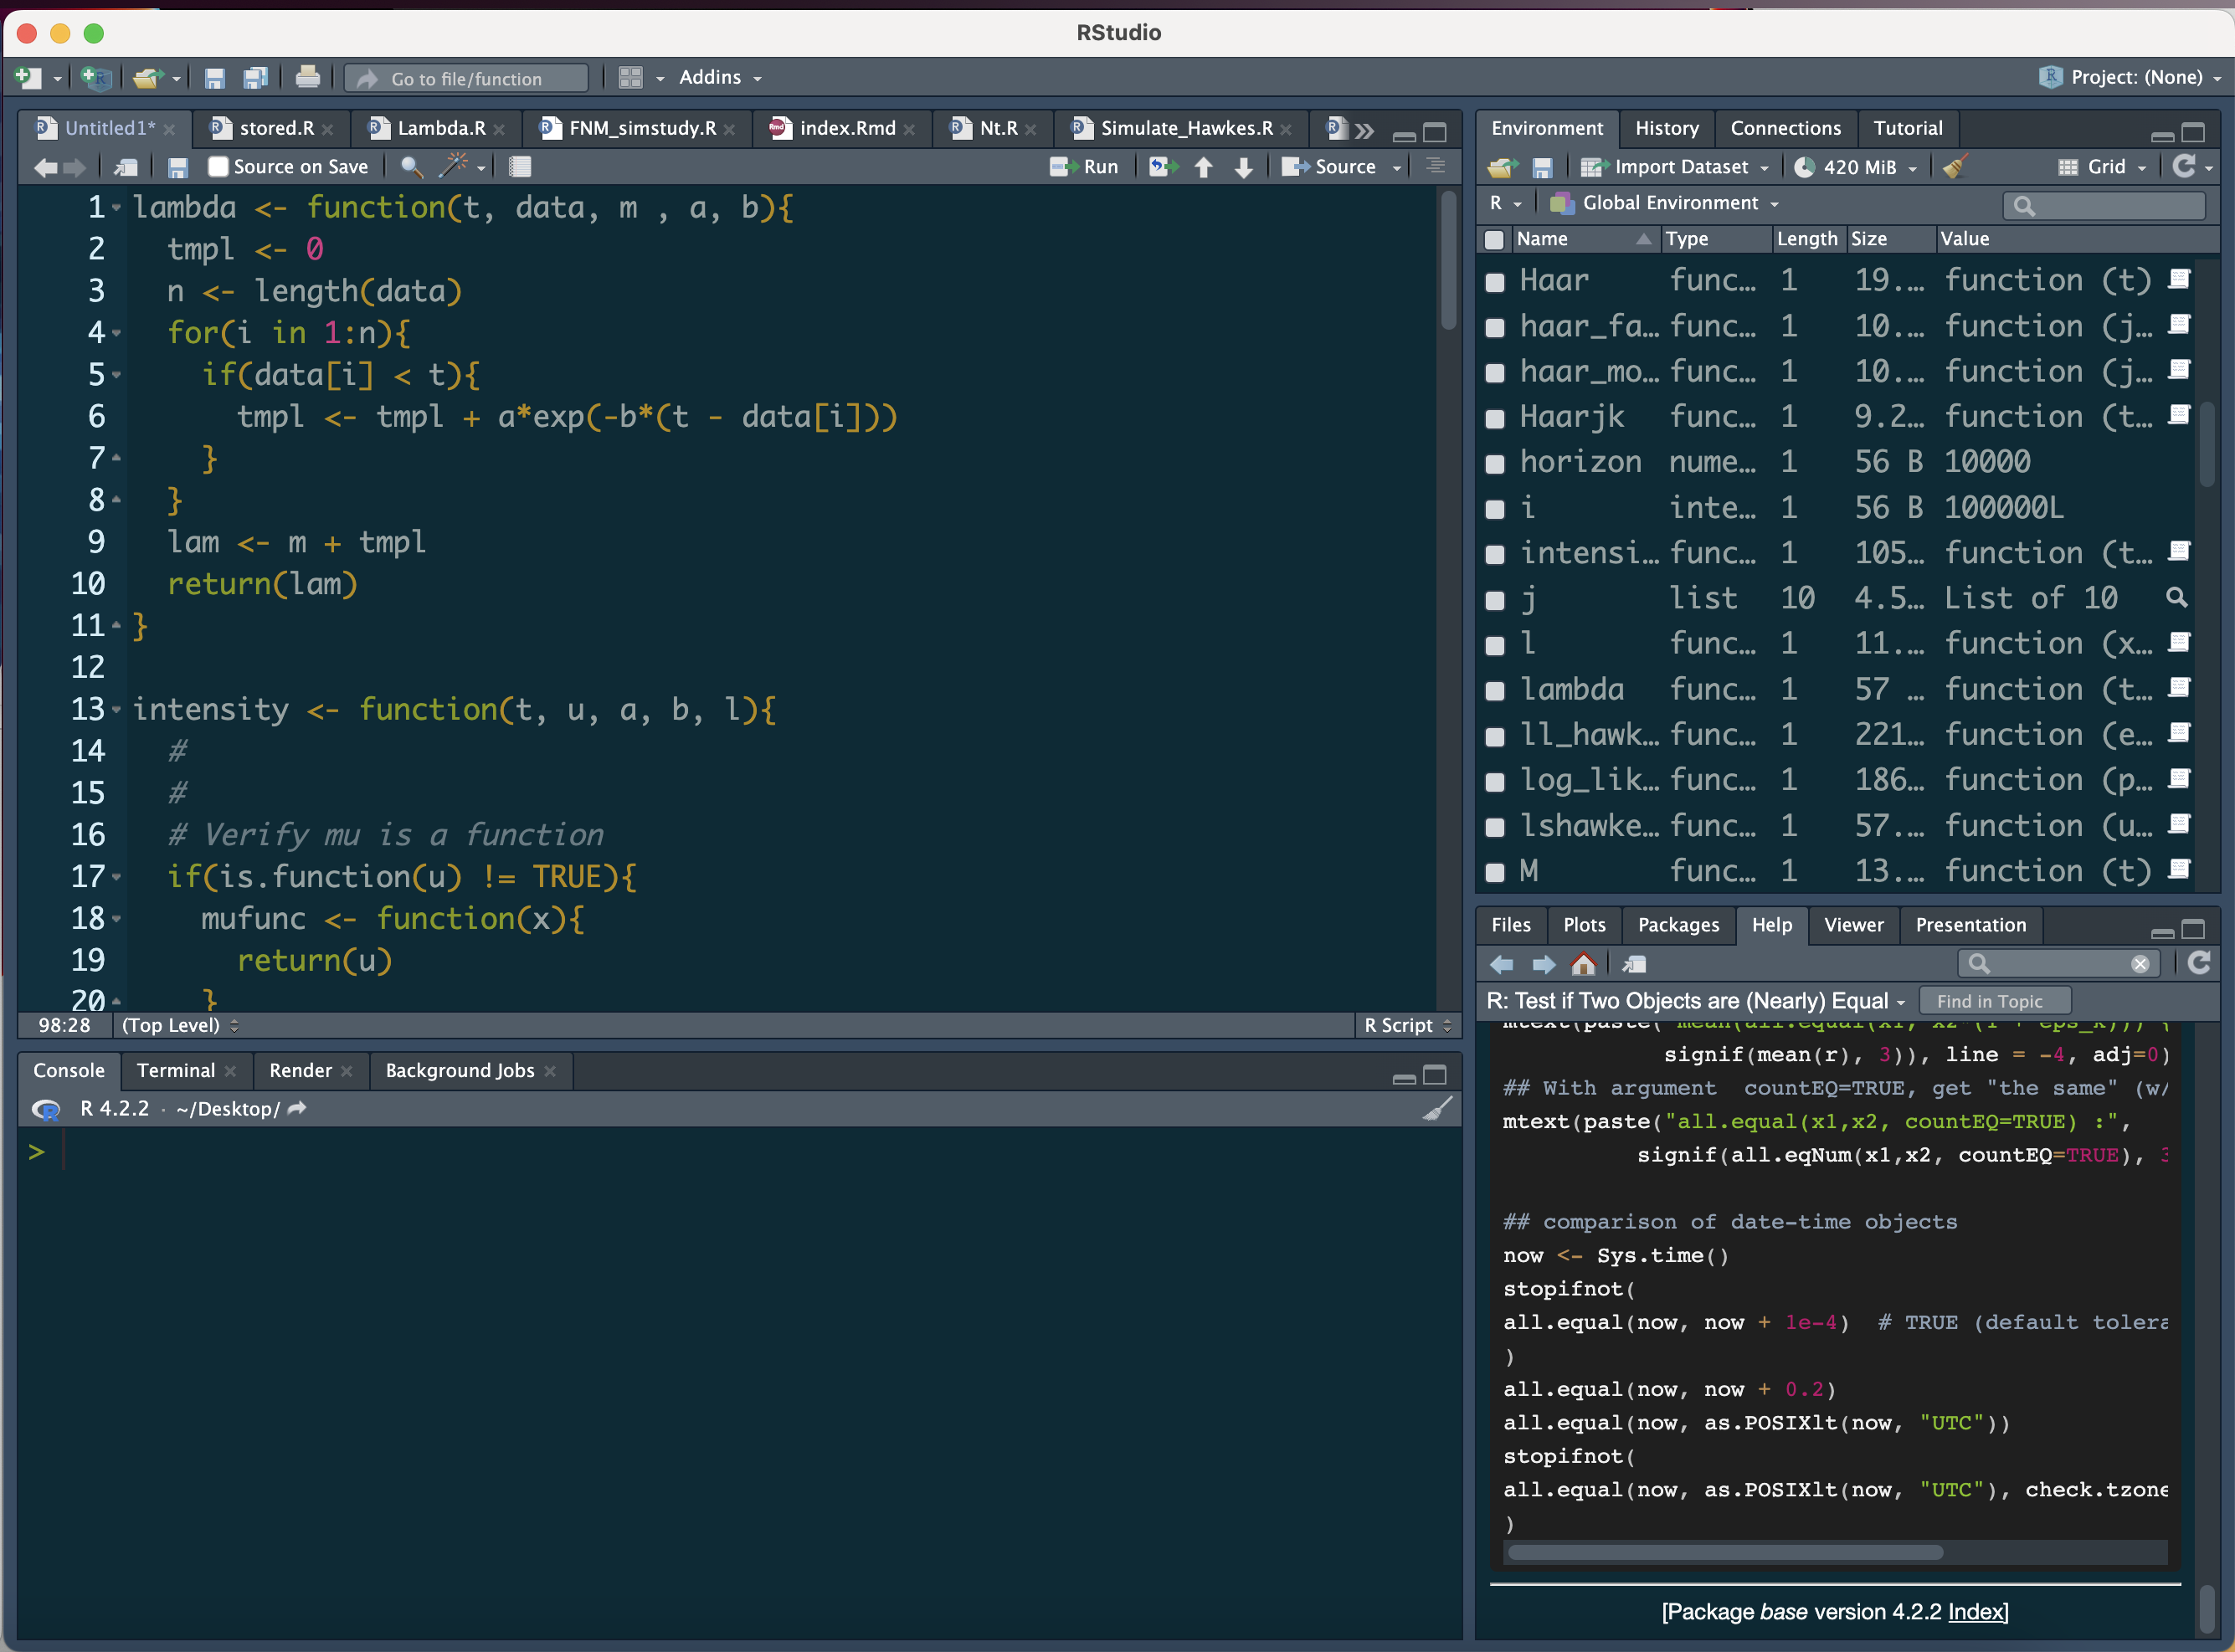 RStudio
Go to file/function
Addins
Project: (None)
Untitled1*
stored.R
Lambda.R
FNM_simstudy.R
index.Rmd
Nt.R
Simulate_Hawkes.R
Source on Save
Run
Source
1 lambda <- function(t, data, m , a, b){
2 tmpl <- 0
3 n <- length(data)
4 for(i in 1:n){
5 if(data[i] < t){
6 tmpl <- tmpl + a*exp(-b*(t - data[i]))
7 }
8 }
9 lam <- m + tmpl
10 return(lam)
11 }
12
13 intensity <- function(t, u, a, b, l){
14 #
15 #
16 # Verify mu is a function
17 if(is.function(u) != TRUE){
18 mufunc <- function(x){
19 return(u)
20 }
98:28 (Top Level) R Script
Console Terminal Render Background Jobs
R 4.2.2 · ~/Desktop/
>
Environment History Connections Tutorial
Import Dataset 420 MiB Grid
R Global Environment
Name Type Length Size Value
Haar func… 1 19.… function (t)
haar_fa… func… 1 10.… function (j…
haar_mo… func… 1 10.… function (j…
Haarjk func… 1 9.2… function (t…
horizon nume… 1 56 B 10000
i inte… 1 56 B 100000L
intensi… func… 1 105… function (t…
j list 10 4.5… List of 10
l func… 1 11.… function (x…
lambda func… 1 57 … function (t…
ll_hawk… func… 1 221… function (e…
log_lik… func… 1 186… function (p…
lshawke… func… 1 57.… function (u…
M func… 1 13.… function (t)
Files Plots Packages Help Viewer Presentation
R: Test if Two Objects are (Nearly) Equal Find in Topic
mtext(paste("mean(all.equal(x1, x2*(1 + eps_k)))
signif(mean(r), 3)), line = -4, adj=0)
## With argument countEQ=TRUE, get "the same" (w/
mtext(paste("all.equal(x1,x2, countEQ=TRUE) :",
signif(all.eqNum(x1,x2, countEQ=TRUE), 3
## comparison of date-time objects
now <- Sys.time()
stopifnot(
all.equal(now, now + 1e-4) # TRUE (default tolera
)
all.equal(now, now + 0.2)
all.equal(now, as.POSIXlt(now, "UTC"))
stopifnot(
all.equal(now, as.POSIXlt(now, "UTC"), check.tzone
)
[Package base version 4.2.2 Index]